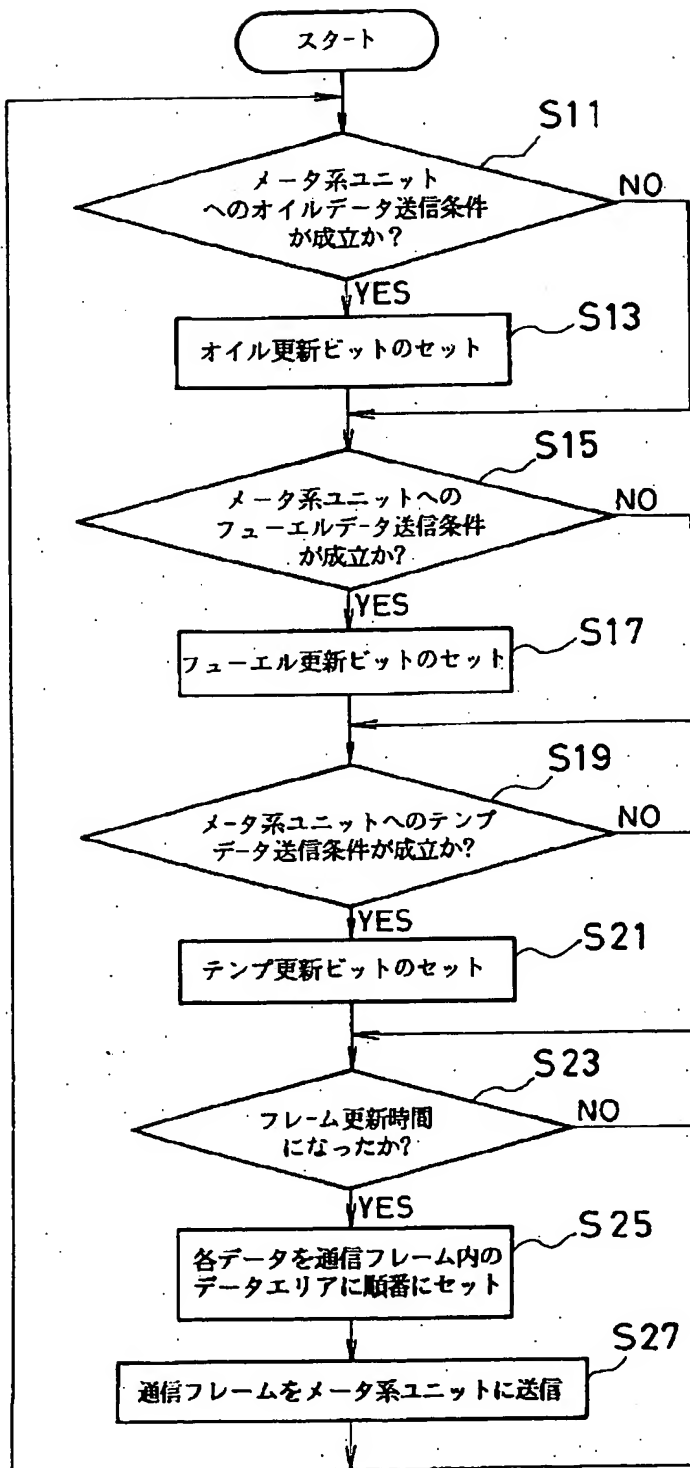 スタート
S11
メータ系ユニット
へのオイルデータ送信条件
が成立か?
NO
YES
S13
オイル更新ビットのセット
S15
メータ系ユニットへの
フューエルデータ送信条件
が成立か?
NO
YES
S17
フューエル更新ビットのセット
S19
メータ系ユニットへのテンプ
データ送信条件が成立か?
NO
YES
S21
テンプ更新ビットのセット
S23
フレーム更新時間
になったか?
NO
YES
S25
各データを通信フレーム内の
データエリアに順番にセット
S27
通信フレームをメータ系ユニットに送信